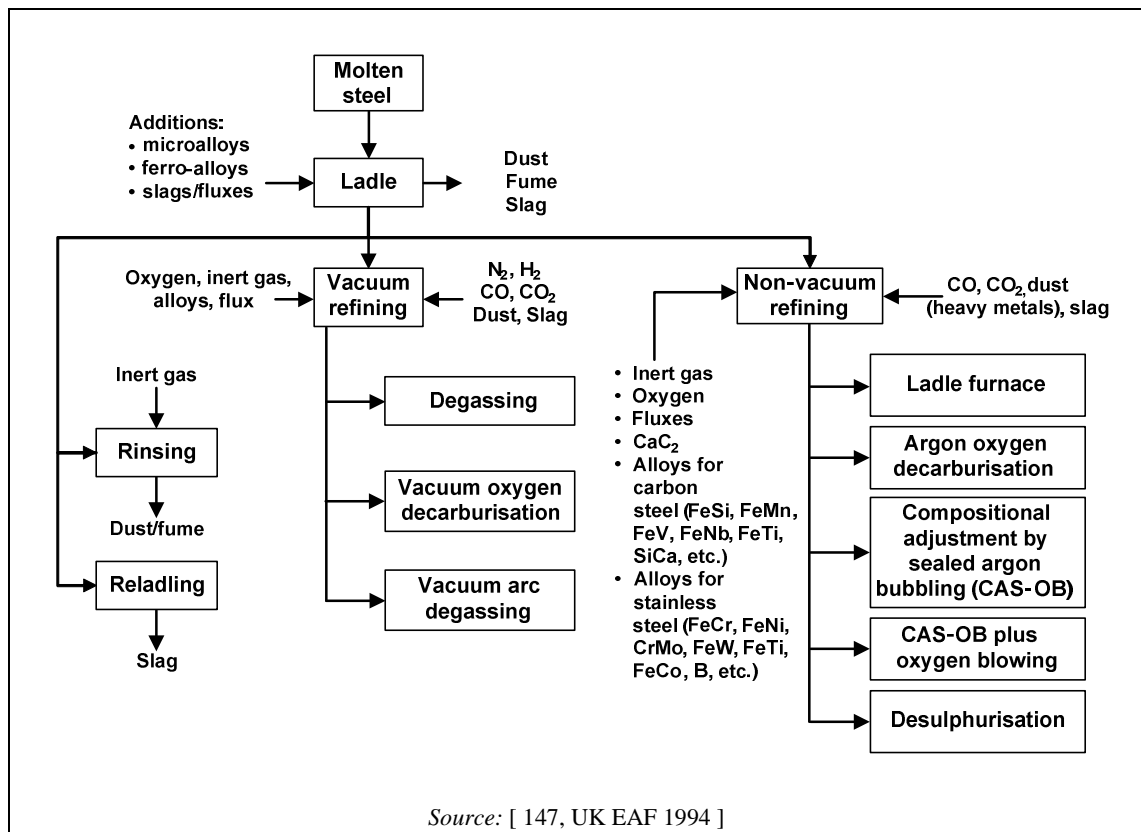 Molten
steel
Additions:
• microalloys
• ferro-alloys
• slags/fluxes
Ladle
Dust
Fume
Slag
Oxygen, inert gas,
alloys, flux
Vacuum
refining
N₂, H₂
CO, CO₂
Dust, Slag
Non-vacuum
refining
CO, CO₂, dust
(heavy metals), slag
Inert gas
Rinsing
Dust/fume
Reladling
Slag
Degassing
Vacuum oxygen
decarburisation
Vacuum arc
degassing
• Inert gas
• Oxygen
• Fluxes
• CaC₂
• Alloys for
carbon
steel (FeSi, FeMn,
FeV, FeNb, FeTi,
SiCa, etc.)
• Alloys for
stainless
steel (FeCr, FeNi,
CrMo, FeW, FeTi,
FeCo, B, etc.)
Ladle furnace
Argon oxygen
decarburisation
Compositional
adjustment by
sealed argon
bubbling (CAS-OB)
CAS-OB plus
oxygen blowing
Desulphurisation
Source: [ 147, UK EAF 1994 ]